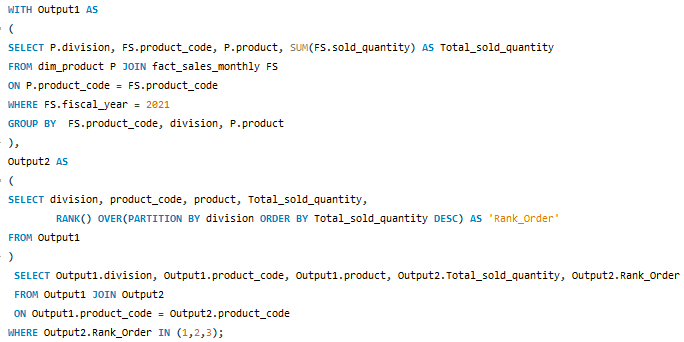 WITH Output1 AS
(
SELECT P.division, FS.product_code, P.product, SUM(FS.sold_quantity) AS Total_sold_quantity
FROM dim_product P JOIN fact_sales_monthly FS
ON P.product_code = FS.product_code
WHERE FS.fiscal_year = 2021
GROUP BY  FS.product_code, division, P.product
),
Output2 AS
(
SELECT division, product_code, product, Total_sold_quantity,
        RANK() OVER(PARTITION BY division ORDER BY Total_sold_quantity DESC) AS 'Rank_Order'
FROM Output1
)
 SELECT Output1.division, Output1.product_code, Output1.product, Output2.Total_sold_quantity, Output2.Rank_Order
 FROM Output1 JOIN Output2
 ON Output1.product_code = Output2.product_code
WHERE Output2.Rank_Order IN (1,2,3);